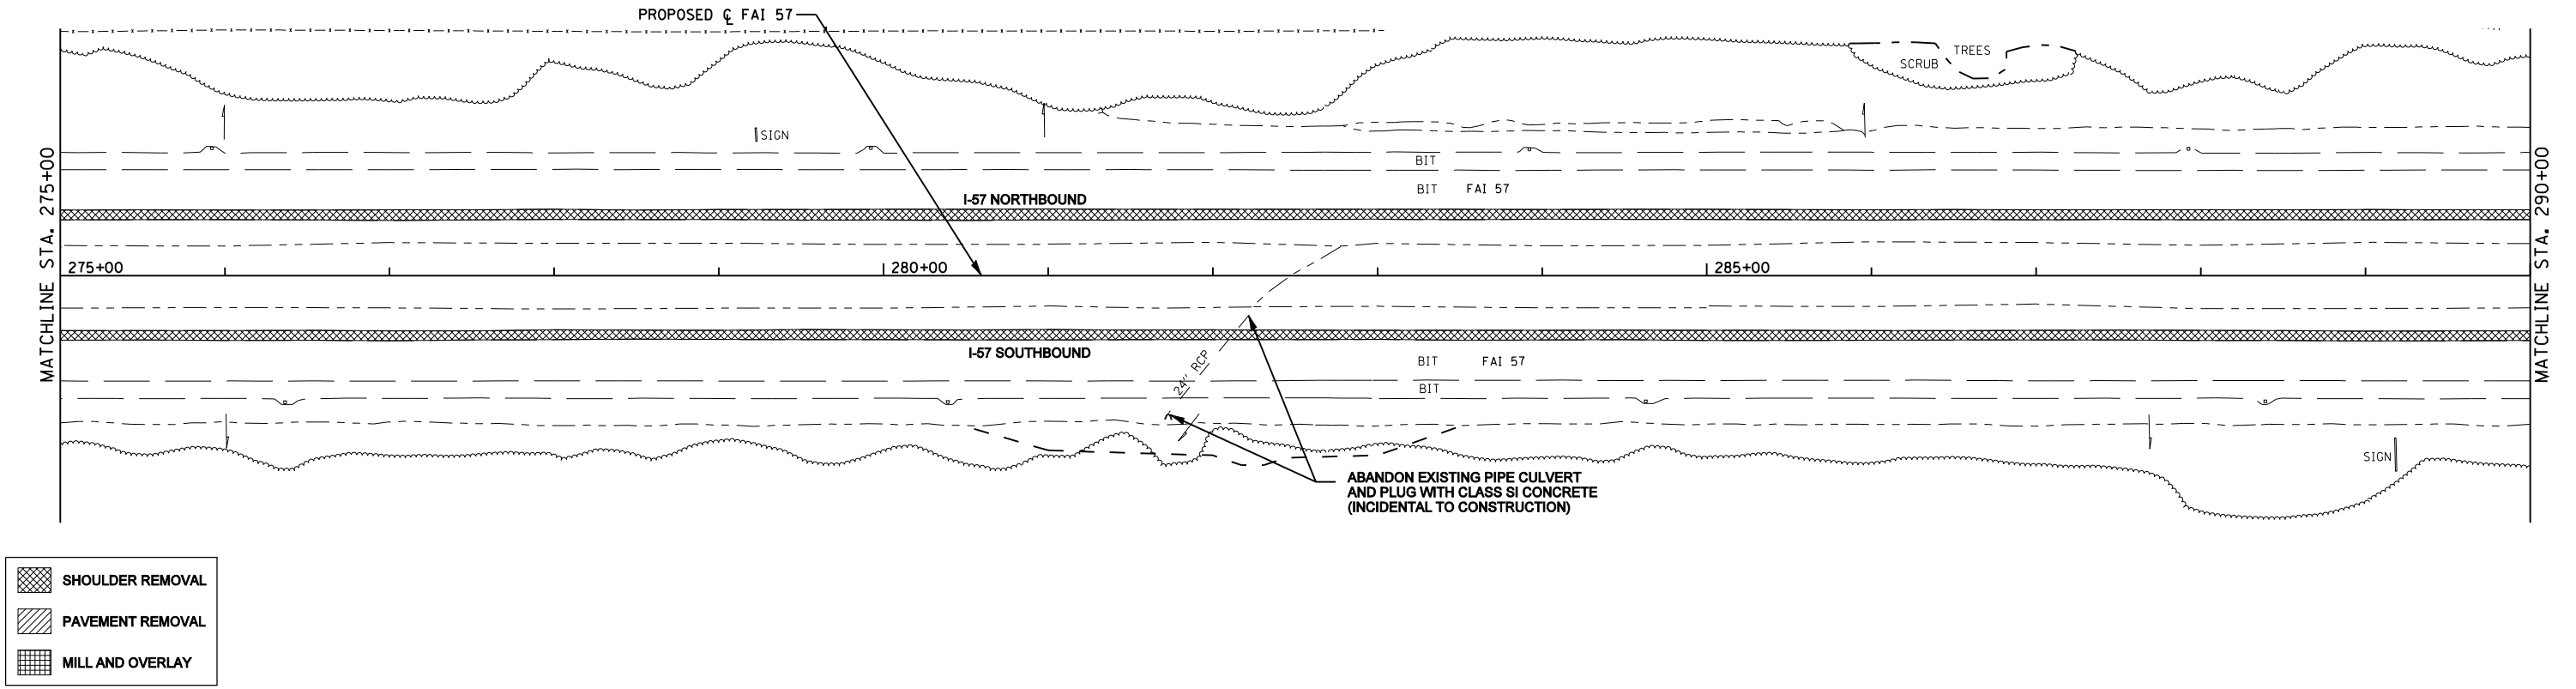 PROPOSED ℄ FAI 57
TREES
SCRUB
SIGN
BIT
BIT FAI 57
I-57 NORTHBOUND
MATCHLINE STA. 275+00
MATCHLINE STA. 290+00
275+00
280+00
285+00
I-57 SOUTHBOUND
BIT FAI 57
24" RCP
BIT
SIGN
ABANDON EXISTING PIPE CULVERT
AND PLUG WITH CLASS SI CONCRETE
(INCIDENTAL TO CONSTRUCTION)
SHOULDER REMOVAL
PAVEMENT REMOVAL
MILL AND OVERLAY